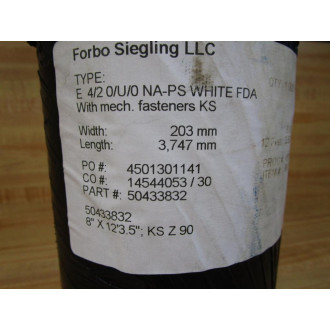 Forbo Siegling LLC
TYPE:
E 4/2 0/U/0 NA-PS WHITE FDA
With mech. fasteners KS
Width: 203 mm
Length: 3,747 mm
PO #: 4501301141
CO #: 14544053 / 30
PART #: 50433832
50433832
8" X 12'3.5"; KS Z 90